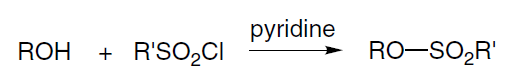 pyridine
ROH + R'SO₂Cl RO—SO₂R'